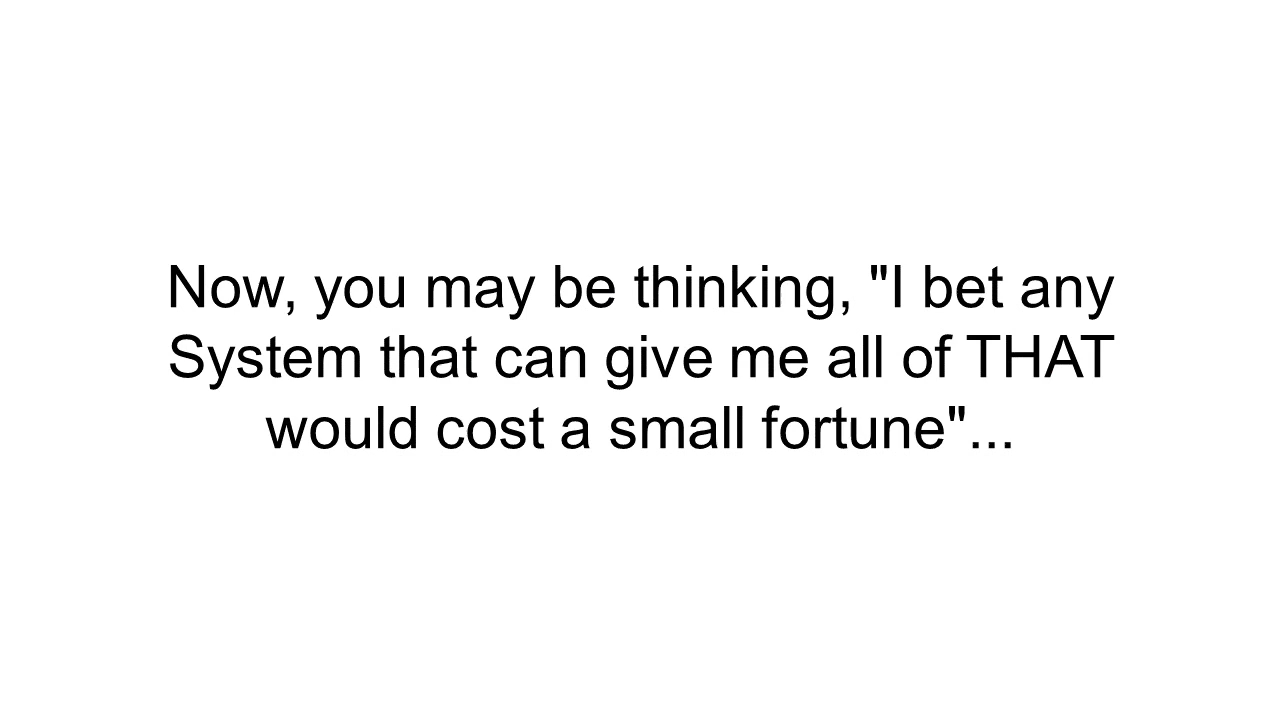 Now, you may be thinking, "I bet any
System that can give me all of THAT
would cost a small fortune"...